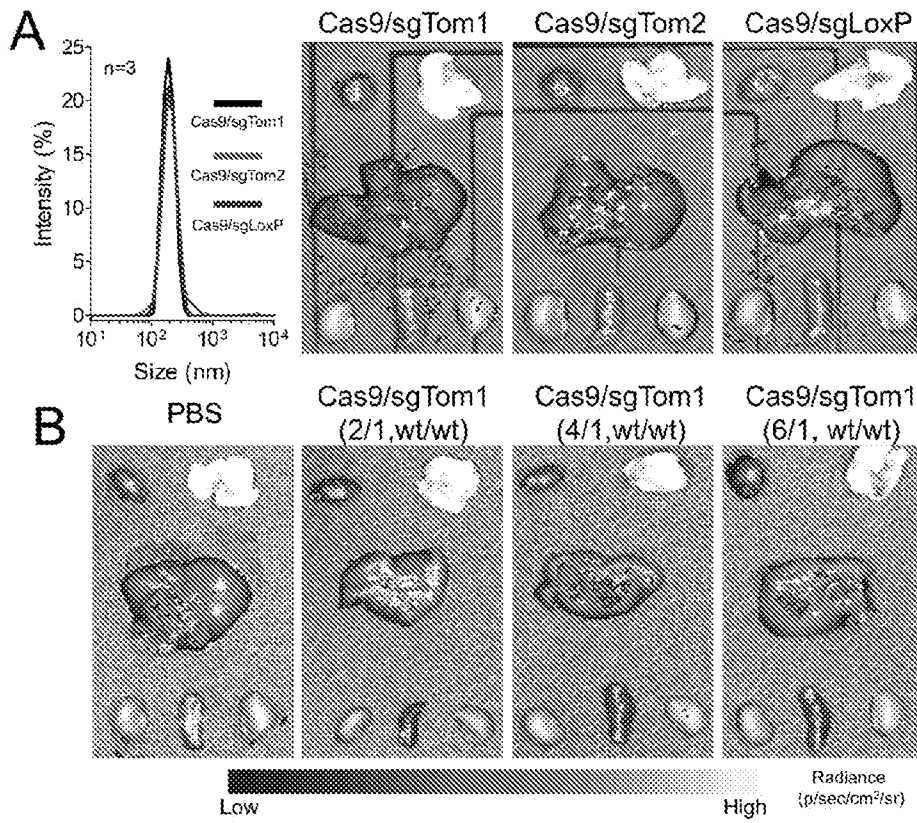 A
Cas9/sgTom1
Cas9/sgTom2
Cas9/sgLoxP
n=3
25
20
15
10
5
0
Intensity (%)
Cas9/sgTom1
Cas9/sgTom2
Cas9/sgLoxP
10¹ 10² 10³ 10⁴
Size (nm)
B
PBS
Cas9/sgTom1
(2/1,wt/wt)
Cas9/sgTom1
(4/1,wt/wt)
Cas9/sgTom1
(6/1, wt/wt)
Low
High
Radiance
(p/sec/cm²/sr)